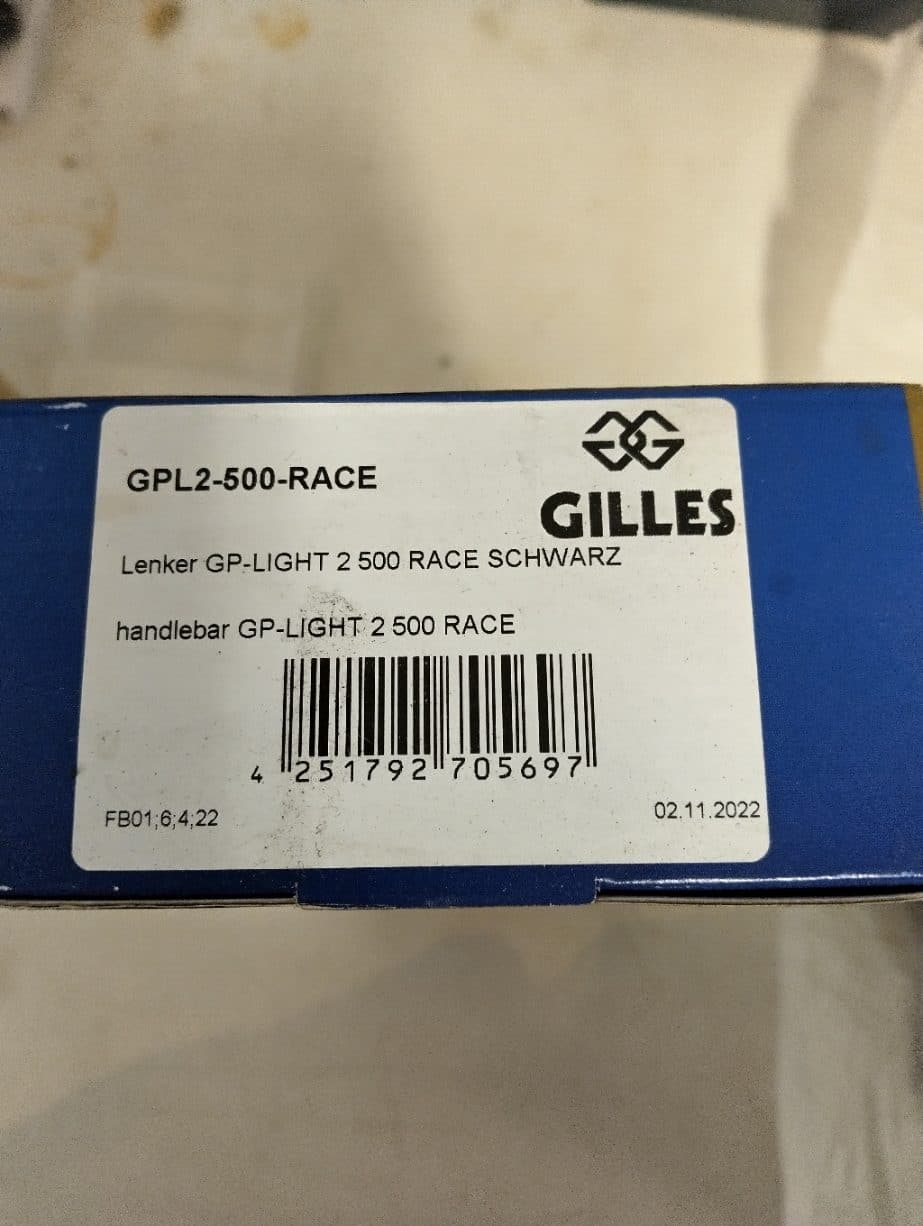 GPL2-500-RACE
GILLES
Lenker GP-LIGHT 2 500 RACE SCHWARZ
handlebar GP-LIGHT 2 500 RACE
4 251792 705697
FB01;6;4;22
02.11.2022